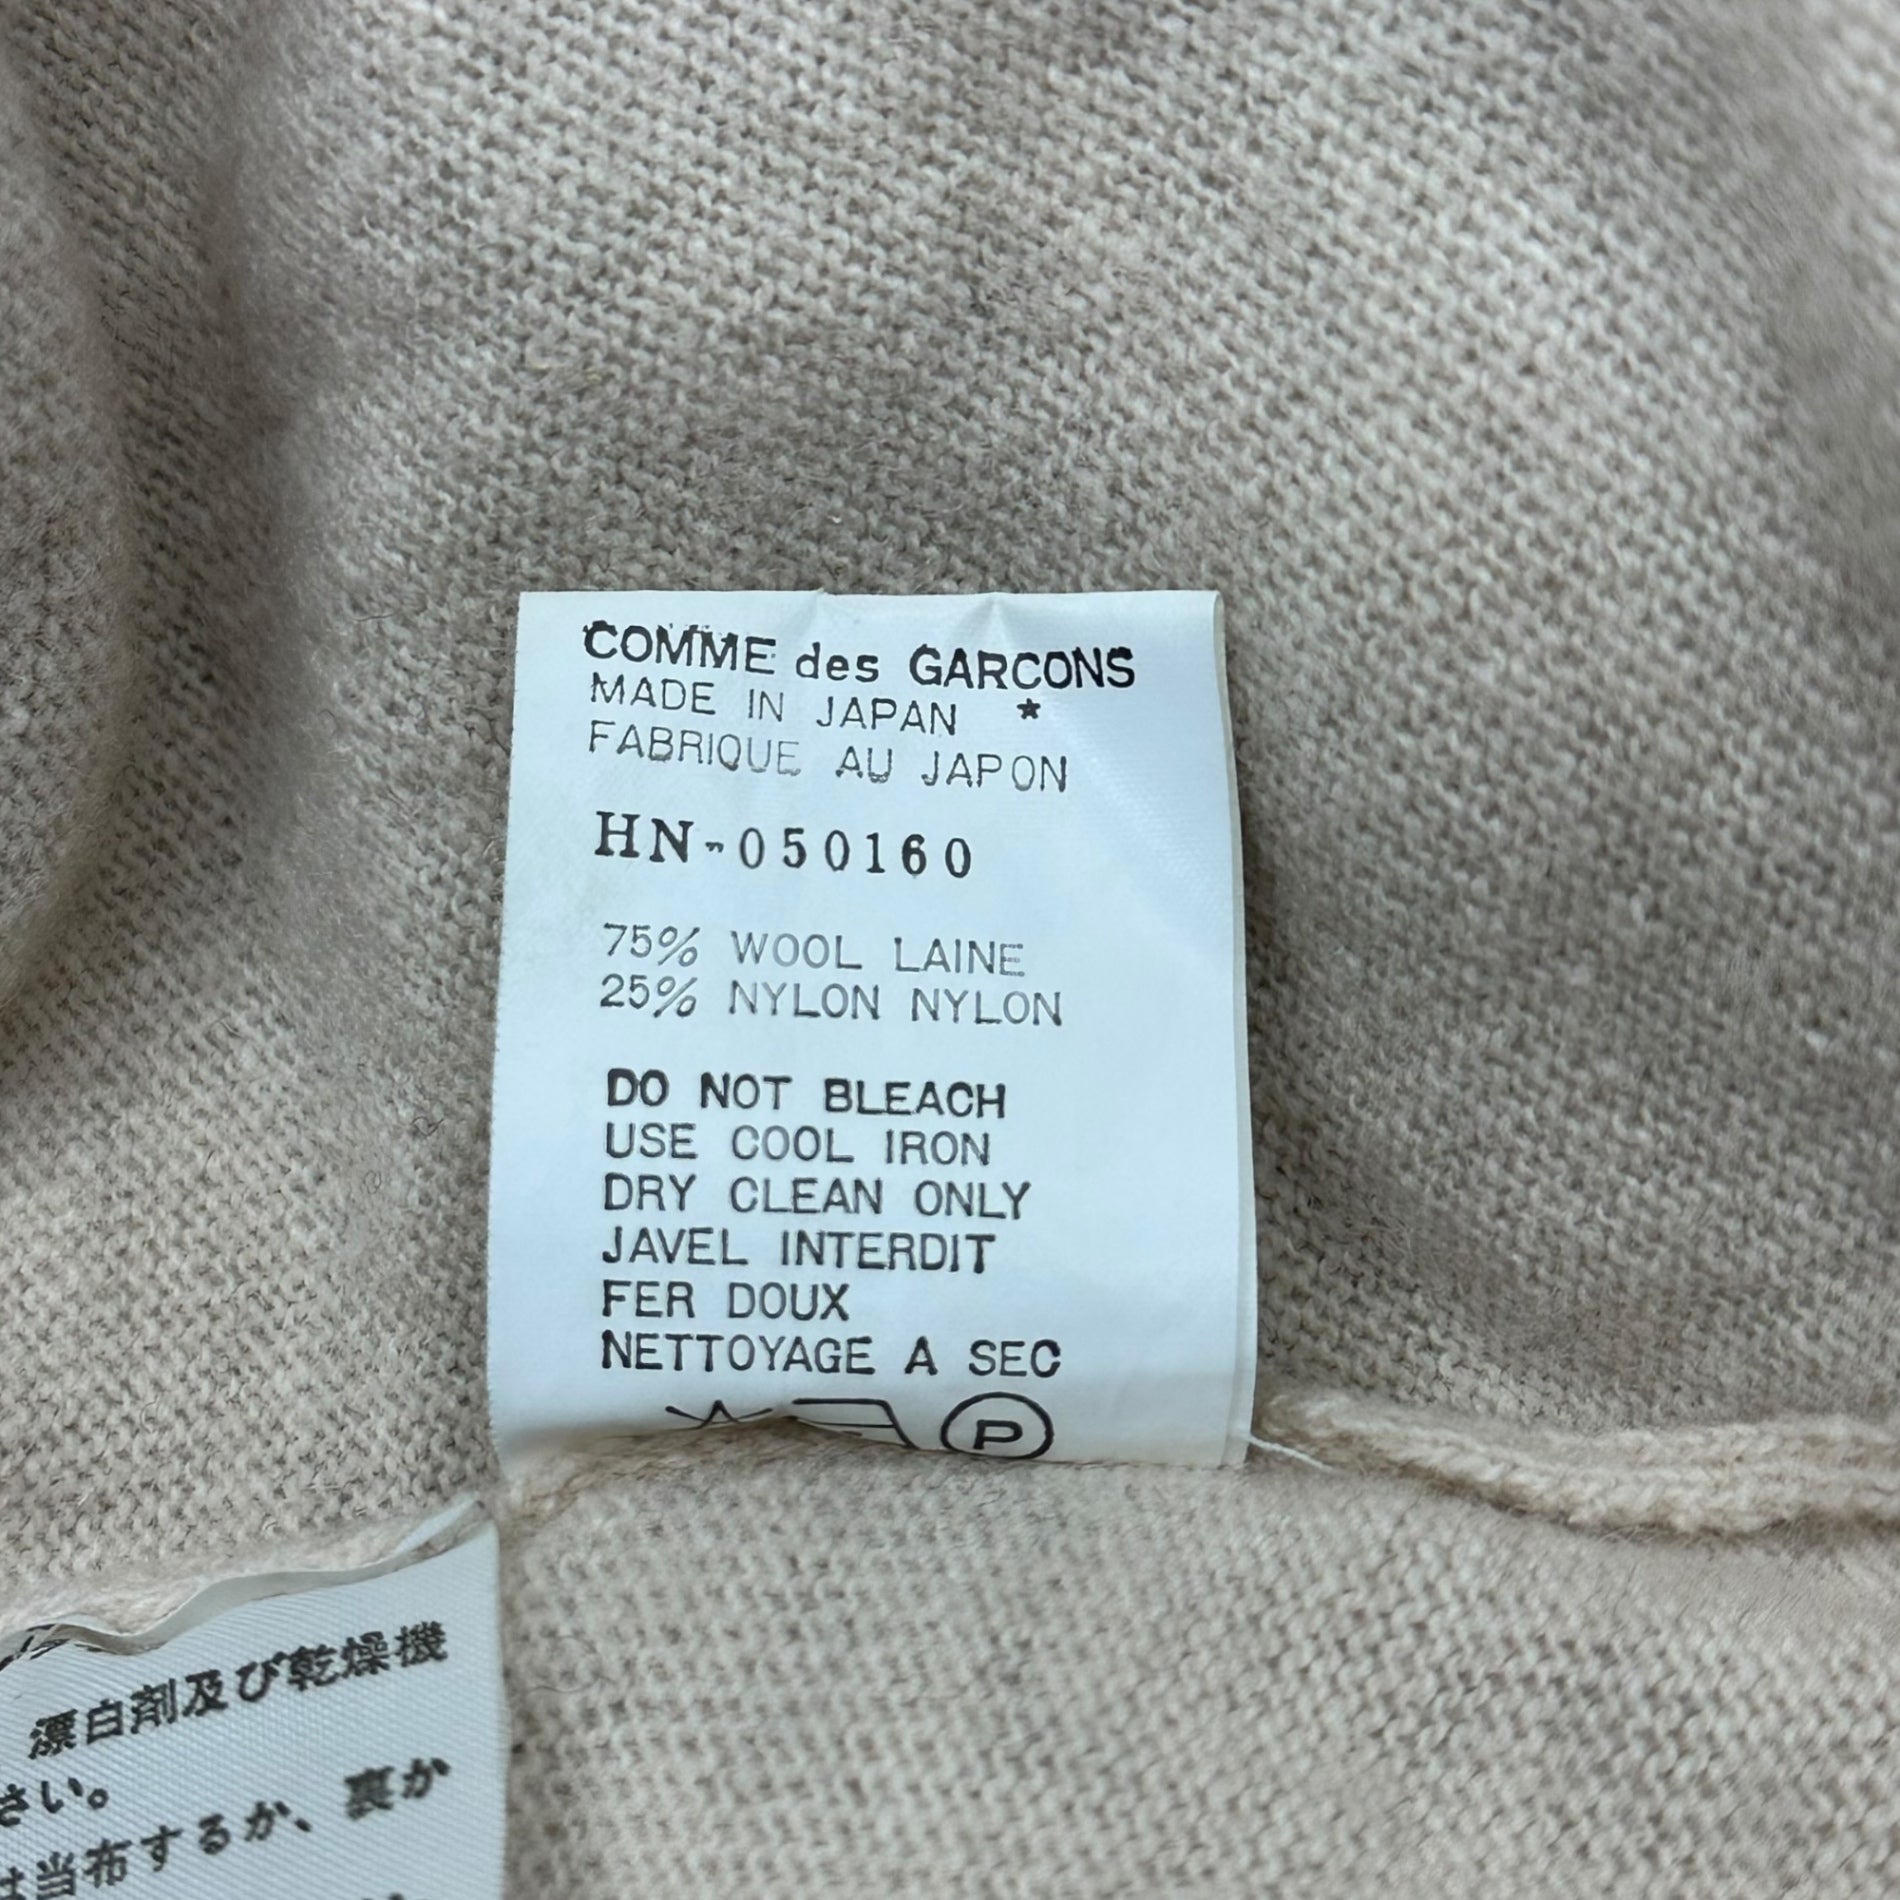 COMME des GARCONS
MADE IN JAPAN *
FABRIQUE AU JAPON
HN-050160
75% WOOL LAINE
25% NYLON NYLON
DO NOT BLEACH
USE COOL IRON
DRY CLEAN ONLY
JAVEL INTERDIT
FER DOUX
NETTOYAGE A SEC
P
漂白剤及び乾燥機
さい。
は当布するか、裏か